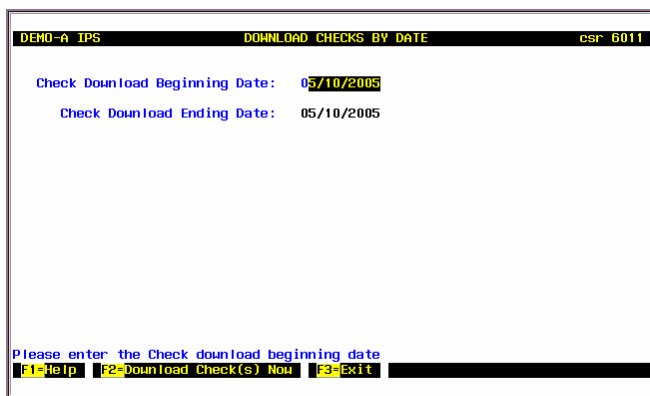 DEMO-A IPS DOWNLOAD CHECKS BY DATE csr 6011
Check Download Beginning Date: 05/10/2005
Check Download Ending Date: 05/10/2005
Please enter the Check download beginning date
F1=Help F2=Download Check(s) Now F3=Exit